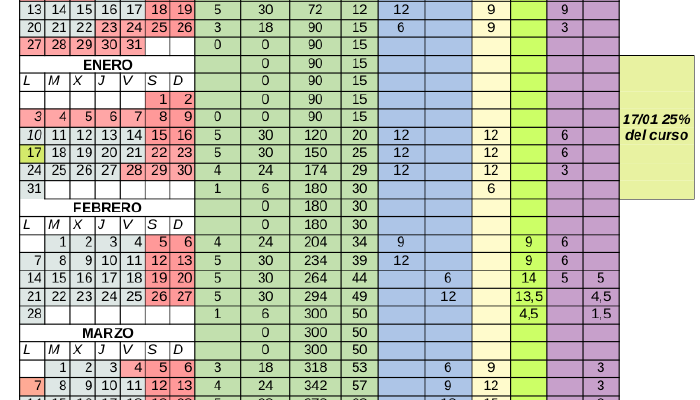 13 14 15 16 17 18 19 5 30 72 12 12 9 9
20 21 22 23 24 25 26 3 18 90 15 6 9 3
27 28 29 30 31 0 0 90 15
ENERO 0 90 15
L M X J V S D 0 90 15
1 2 0 90 15
3 4 5 6 7 8 9 0 0 90 15
17/01 25%
del curso
10 11 12 13 14 15 16 5 30 120 20 12 12 6
17 18 19 20 21 22 23 5 30 150 25 12 12 6
24 25 26 27 28 29 30 4 24 174 29 12 12 3
31 1 6 180 30 6
FEBRERO 0 180 30
L M X J V S D 0 180 30
1 2 3 4 5 6 4 24 204 34 9 9 6
7 8 9 10 11 12 13 5 30 234 39 12 9 6
14 15 16 17 18 19 20 5 30 264 44 6 14 5 5
21 22 23 24 25 26 27 5 30 294 49 12 13,5 4,5
28 1 6 300 50 4,5 1,5
MARZO 0 300 50
L M X J V S D 0 300 50
1 2 3 4 5 6 3 18 318 53 6 9 3
7 8 9 10 11 12 13 4 24 342 57 9 12 3